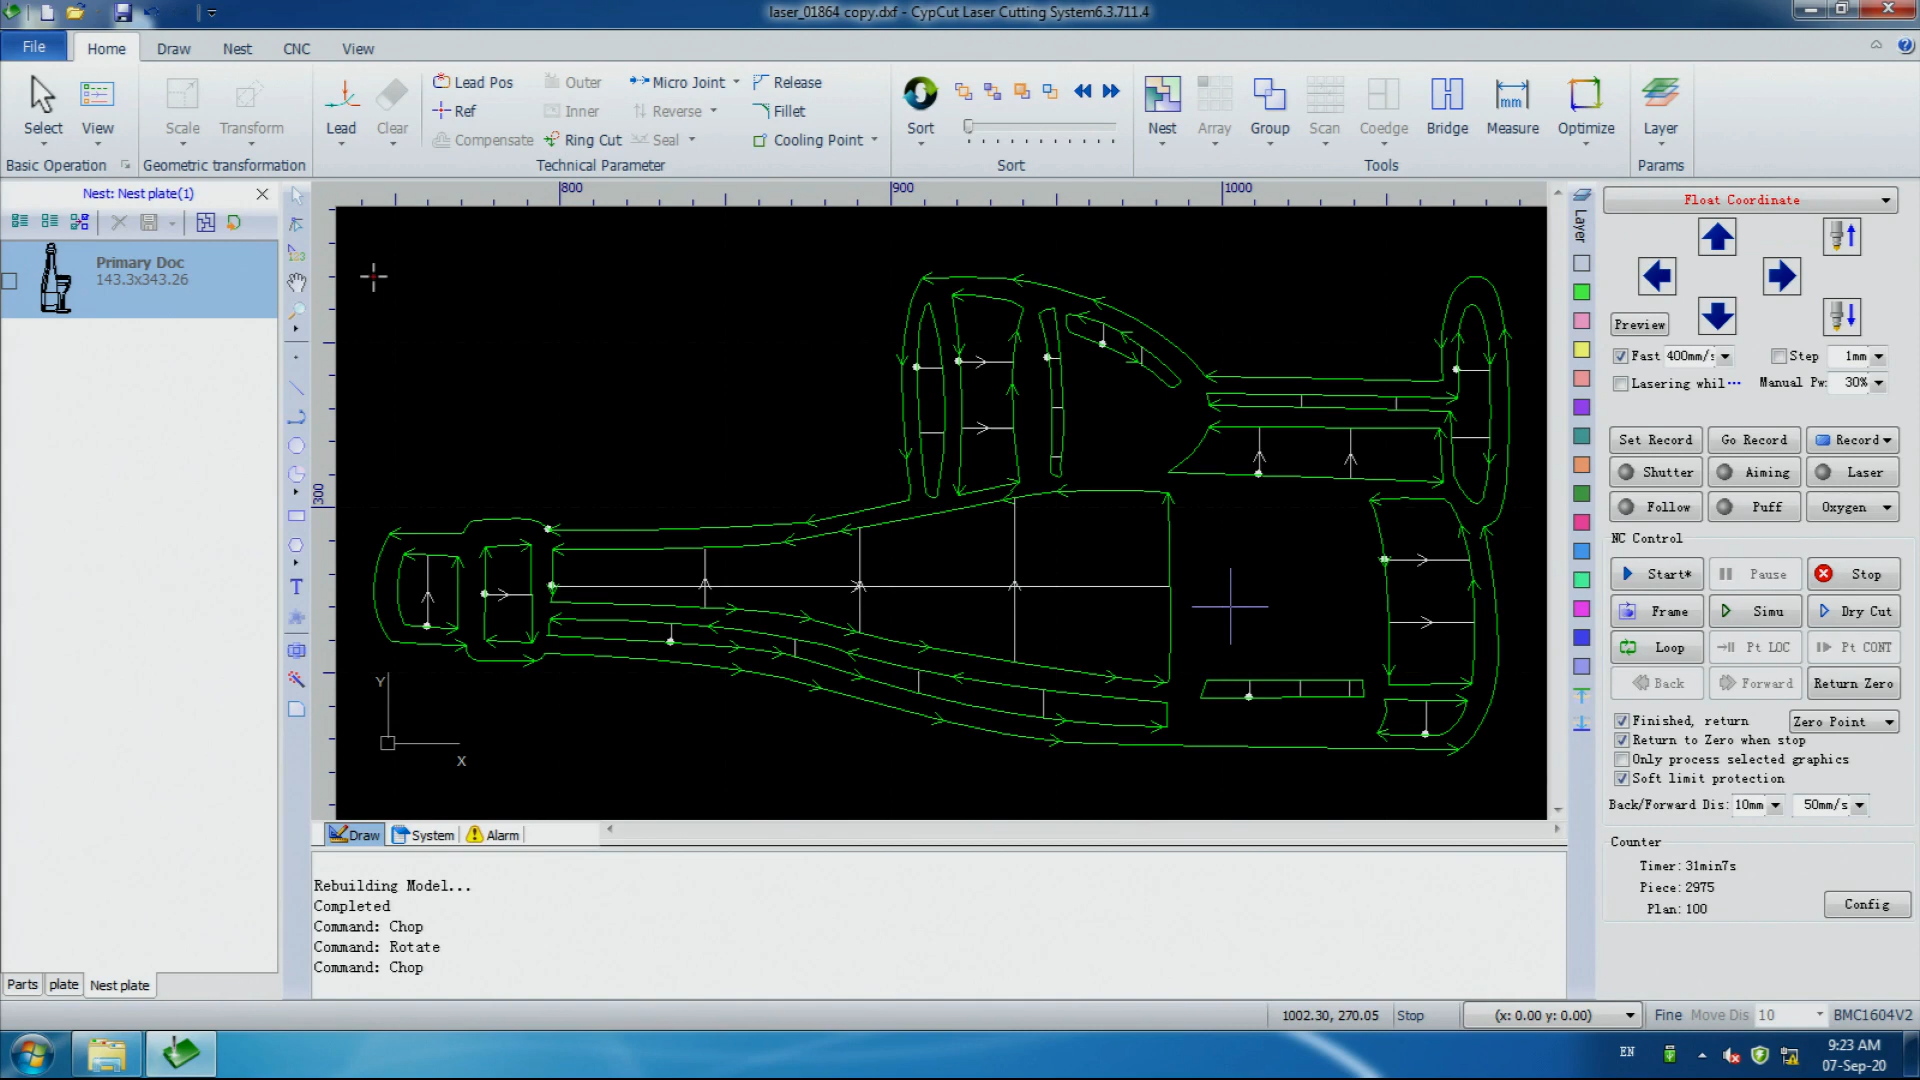 laser_01864 copy.dxf - CypCut Laser Cutting System6.3.711.4
File Home Draw Nest CNC View
Lead Pos Outer Micro Joint Release
Ref Inner Reverse Fillet
Compensate Ring Cut Seal Cooling Point
Select View Scale Transform Lead Clear Sort Nest Array Group Scan Coedge Bridge mm Measure Optimize Layer
Basic Operation Geometric transformation Technical Parameter Sort Tools Params
Nest: Nest plate(1)
Primary Doc
143.3x343.26
800 900 1000
300
123
T
Y
X
Layer
Float Coordinate
Preview
Fast 400mm/s Step 1mm
Lasering whil ··· Manual Pw: 30%
Set Record Go Record Record
Shutter Aiming Laser
Follow Puff Oxygen
NC Control
Start* Pause Stop
Frame Simu Dry Cut
Loop Pt LOC Pt CONT
Back Forward Return Zero
Finished, return Zero Point
Return to Zero when stop
Only process selected graphics
Soft limit protection
Back/Forward Dis: 10mm 50mm/s
Counter
Timer: 31min7s
Piece: 2975
Plan: 100
Config
Draw System Alarm
Rebuilding Model...
Completed
Command: Chop
Command: Rotate
Command: Chop
Parts plate Nest plate
1002.30, 270.05 Stop (x: 0.00 y: 0.00) Fine Move Dis 10 BMC1604V2
EN
9:23 AM
07-Sep-20